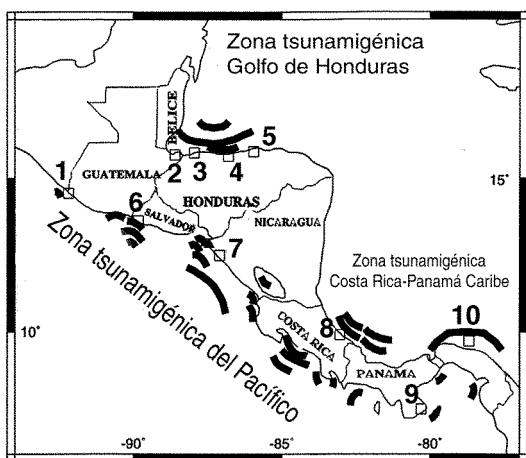 Zona tsunamigénica
Golfo de Honduras
BELICE
5
1
2
3
4
15°
GUATEMALA
HONDURAS
6
SALVADOR
NICARAGUA
7
Zona tsunamigénica del Pacífico
Zona tsunamigénica
Costa Rica-Panamá Caribe
10
8
10°
COSTA RICA
PANAMA
9
-90°
-85°
-80°